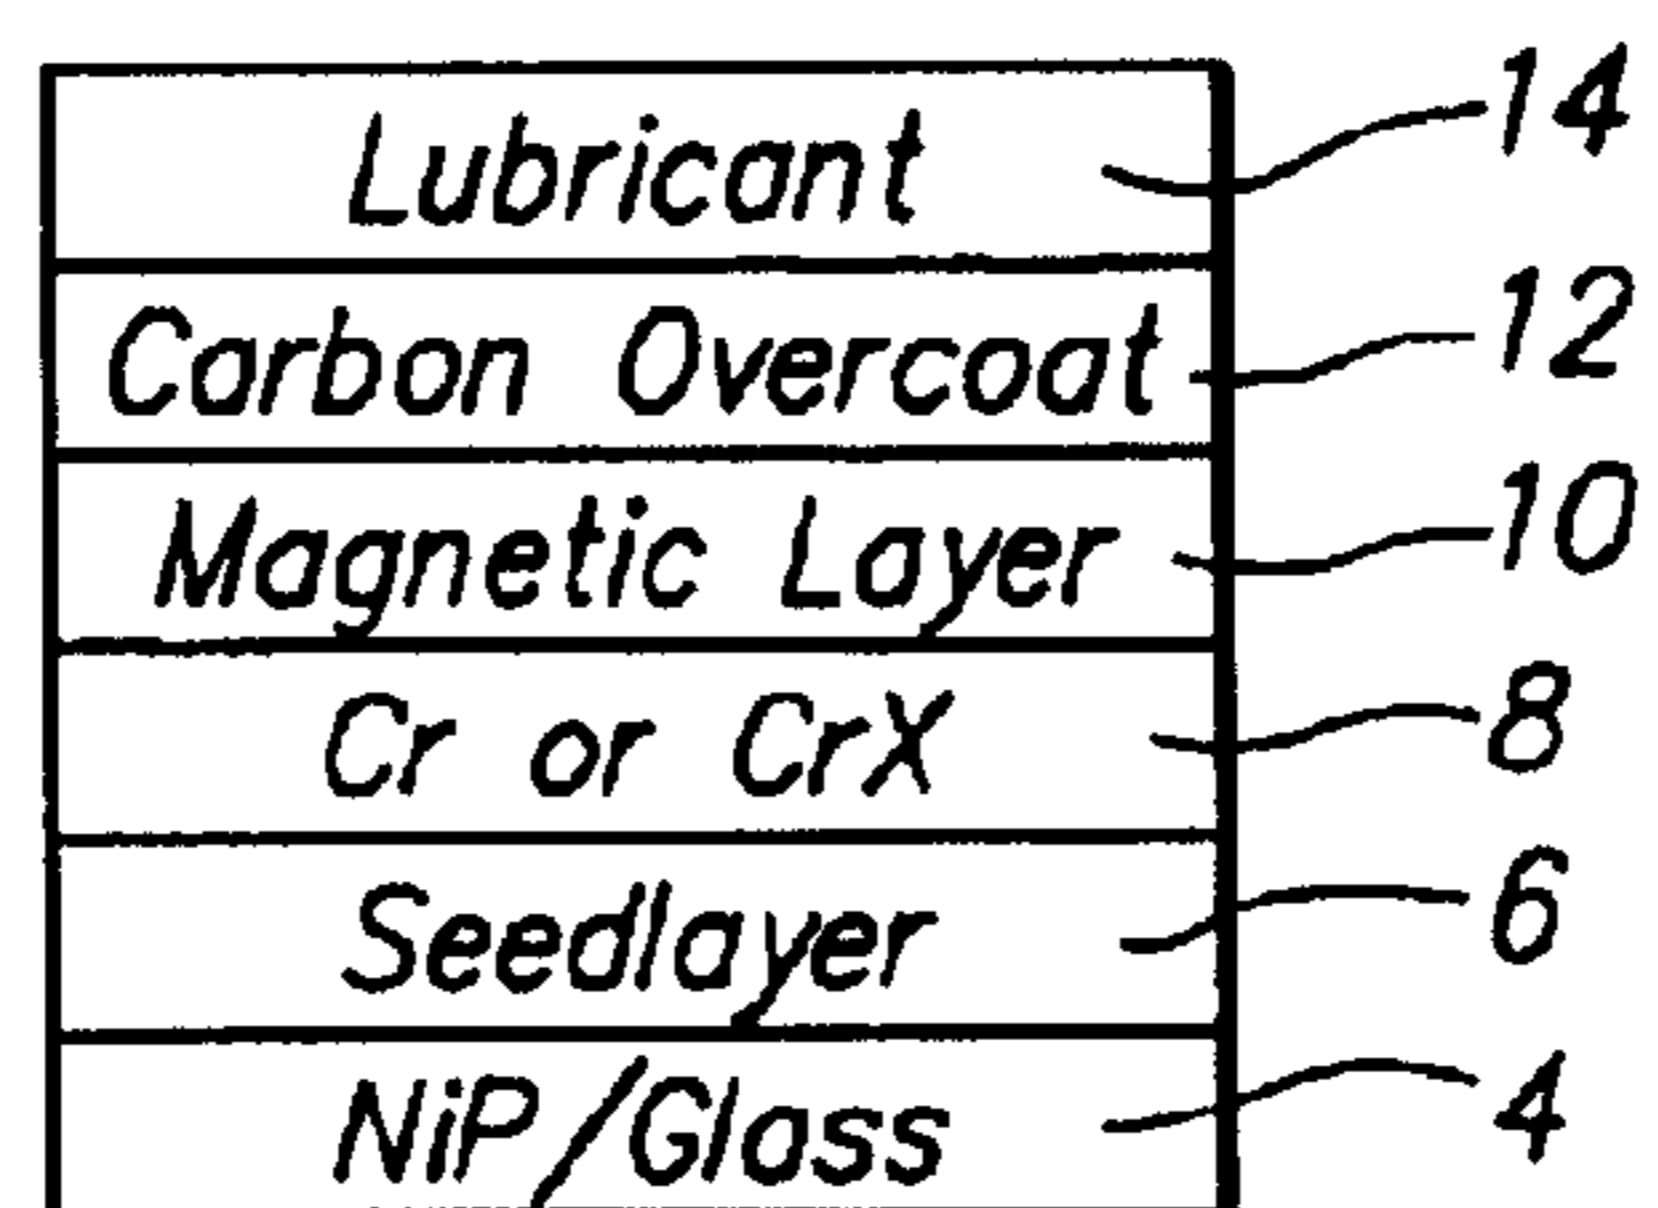 Lubricant 14
Carbon Overcoat 12
Magnetic Layer 10
Cr or CrX 8
Seedlayer 6
NiP/Glass 4